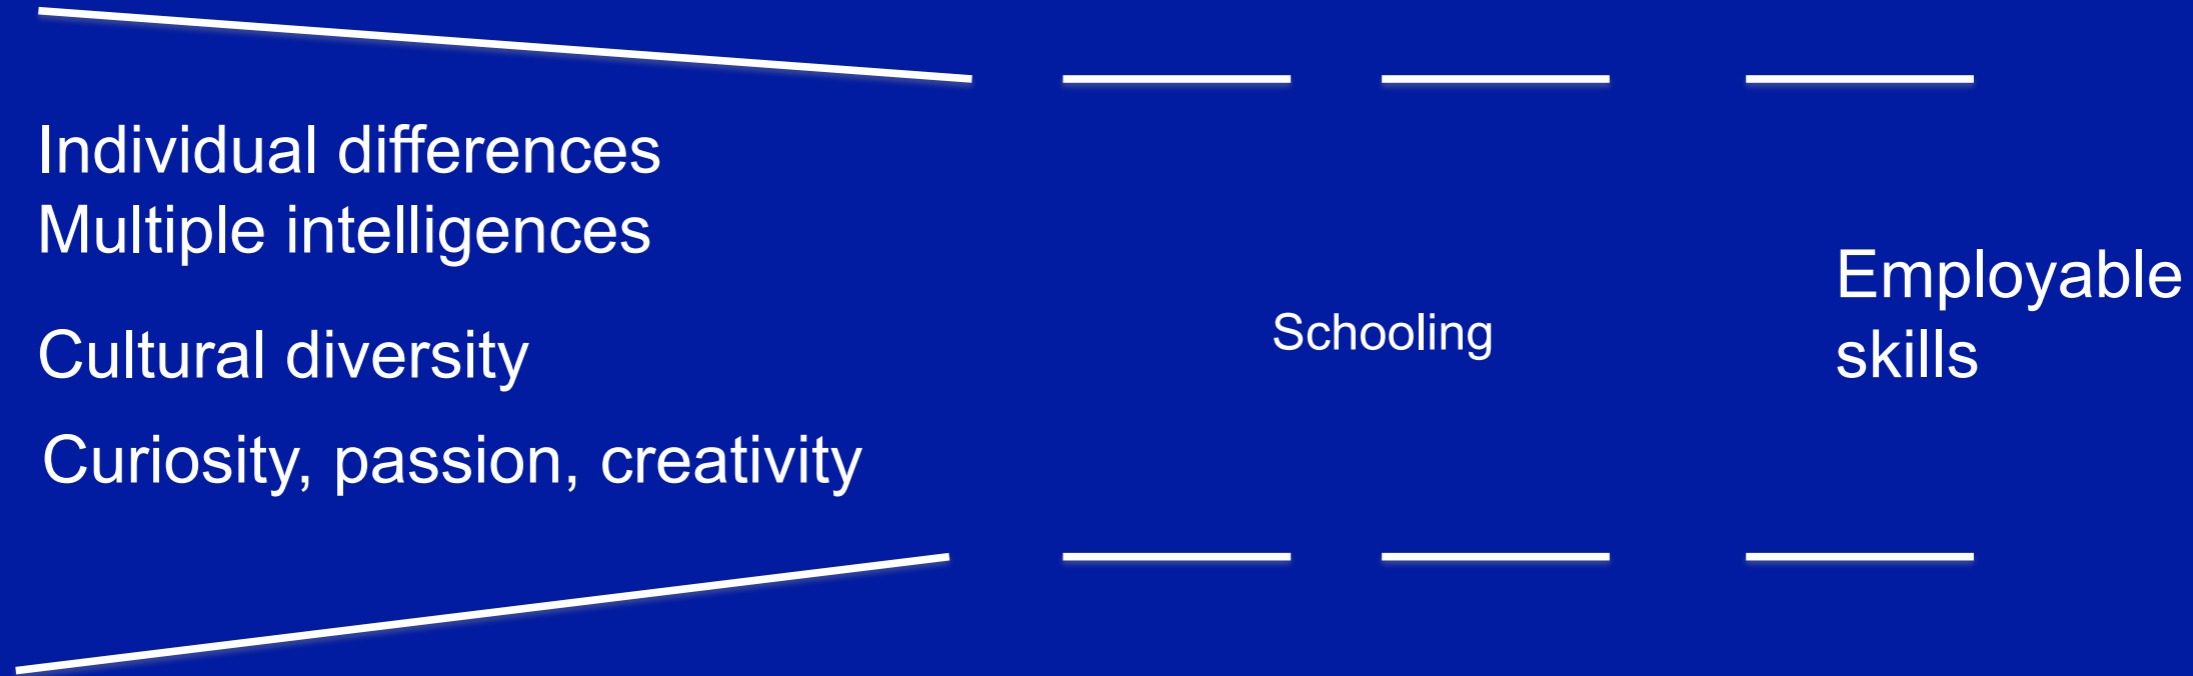 Individual differences
Multiple intelligences
Cultural diversity
Curiosity, passion, creativity
Schooling
Employable
skills